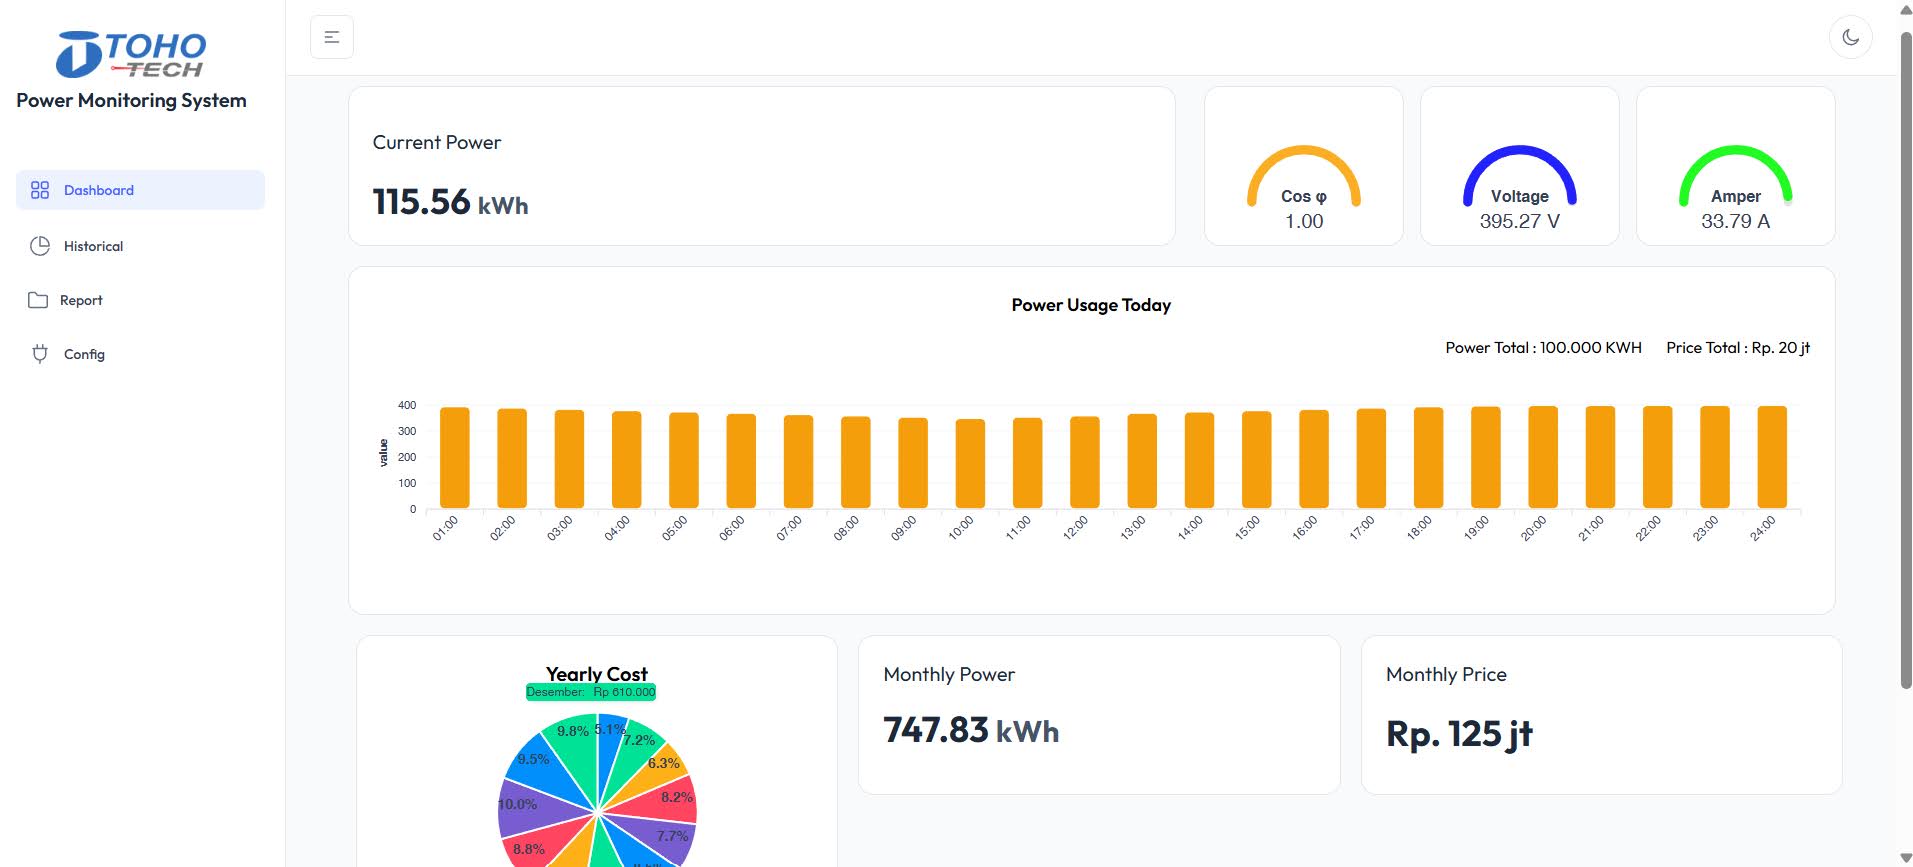 TOHO
TECH
Power Monitoring System
Dashboard
Historical
Report
Config
Current Power
115.56 kWh
Cos φ
1.00
Voltage
395.27 V
Amper
33.79 A
Power Usage Today
Power Total : 100.000 KWH Price Total : Rp. 20 jt
400
300
200
100
0
value
01:00 02:00 03:00 04:00 05:00 06:00 07:00 08:00 09:00 10:00 11:00 12:00 13:00 14:00 15:00 16:00 17:00 18:00 19:00 20:00 21:00 22:00 23:00 24:00
Yearly Cost
Desember: Rp 610.000
9.8% 5.1%
7.2%
9.5% 6.3%
10.0% 8.2%
7.7%
8.8%
Monthly Power
747.83 kWh
Monthly Price
Rp. 125 jt